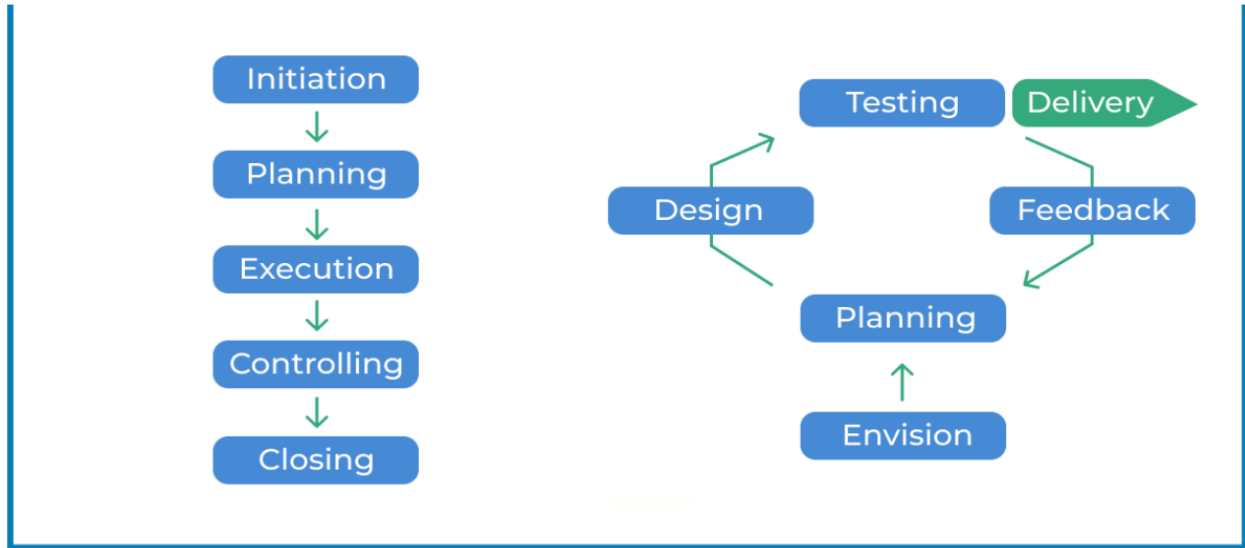 Initiation
Planning
Execution
Controlling
Closing
Testing
Delivery
Design
Feedback
Planning
Envision